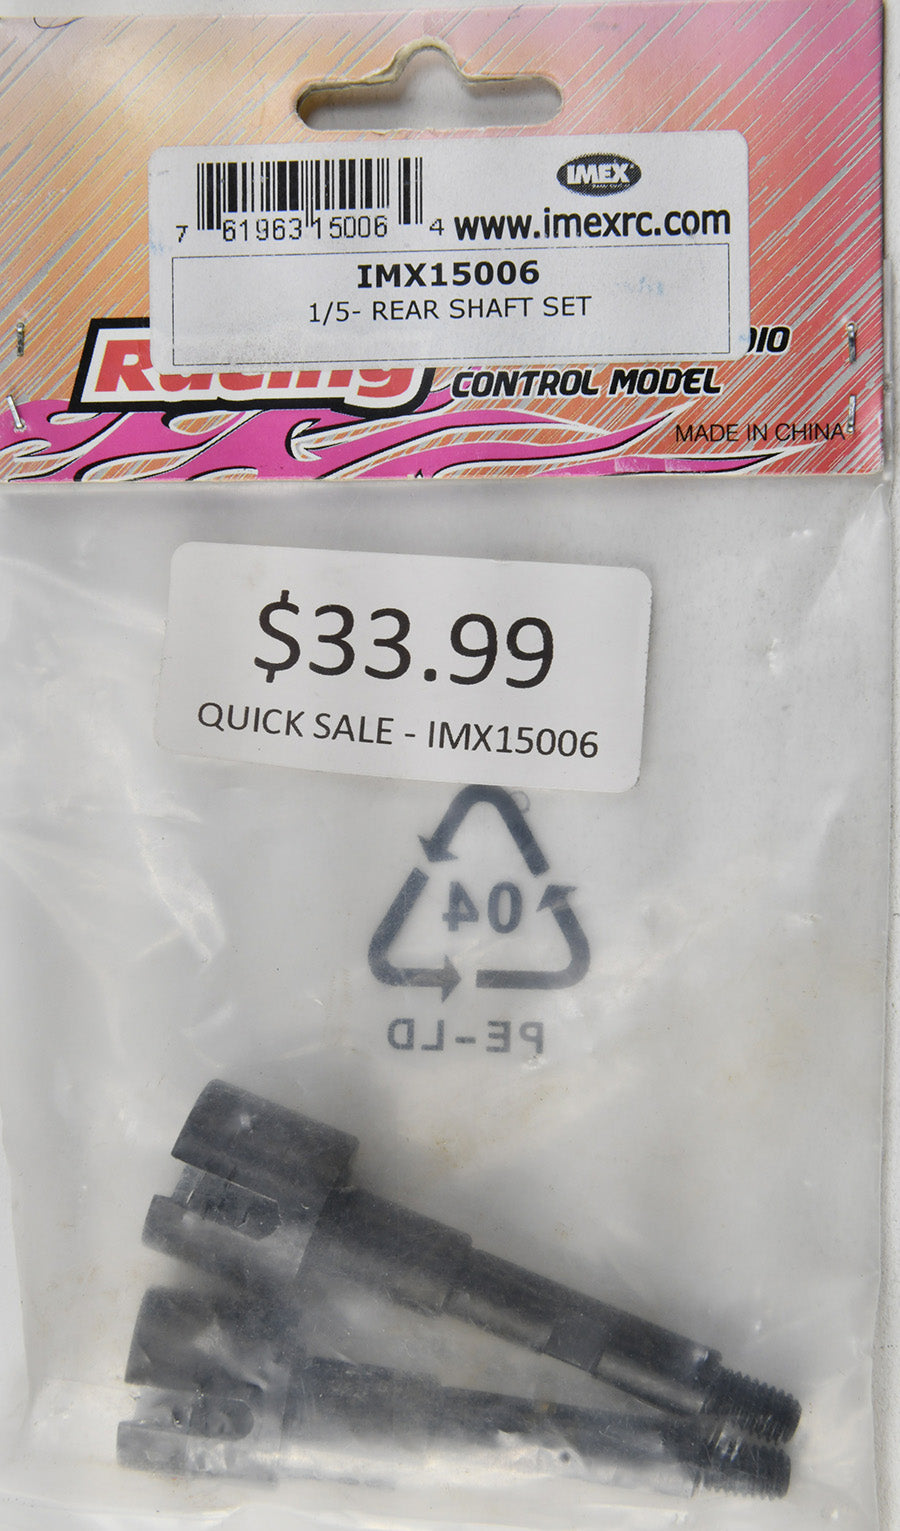 IMEX
7 61963 15006 4
www.imexrc.com
IMX15006
1/5- REAR SHAFT SET
Racing
CONTROL MODEL
MADE IN CHINA
$33.99
QUICK SALE - IMX15006
04
PE-LD